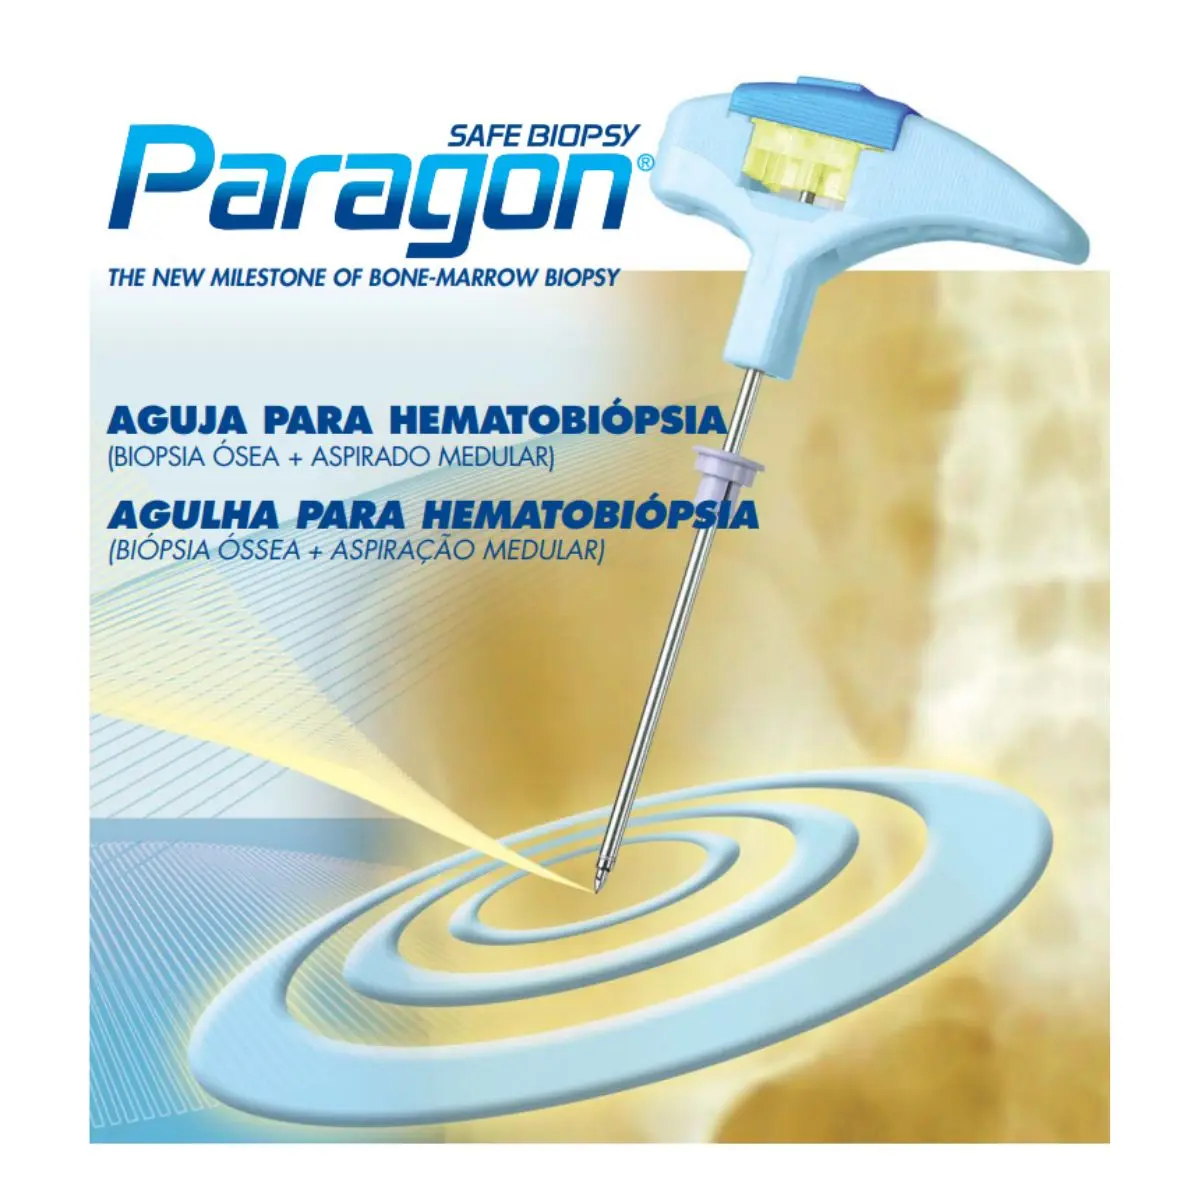 SAFE BIOPSY
Paragon®
THE NEW MILESTONE OF BONE-MARROW BIOPSY
AGUJA PARA HEMATOBIÓPSIA
(BIOPSIA ÓSEA + ASPIRADO MEDULAR)
AGULHA PARA HEMATOBIÓPSIA
(BIÓPSIA ÓSSEA + ASPIRAÇÃO MEDULAR)